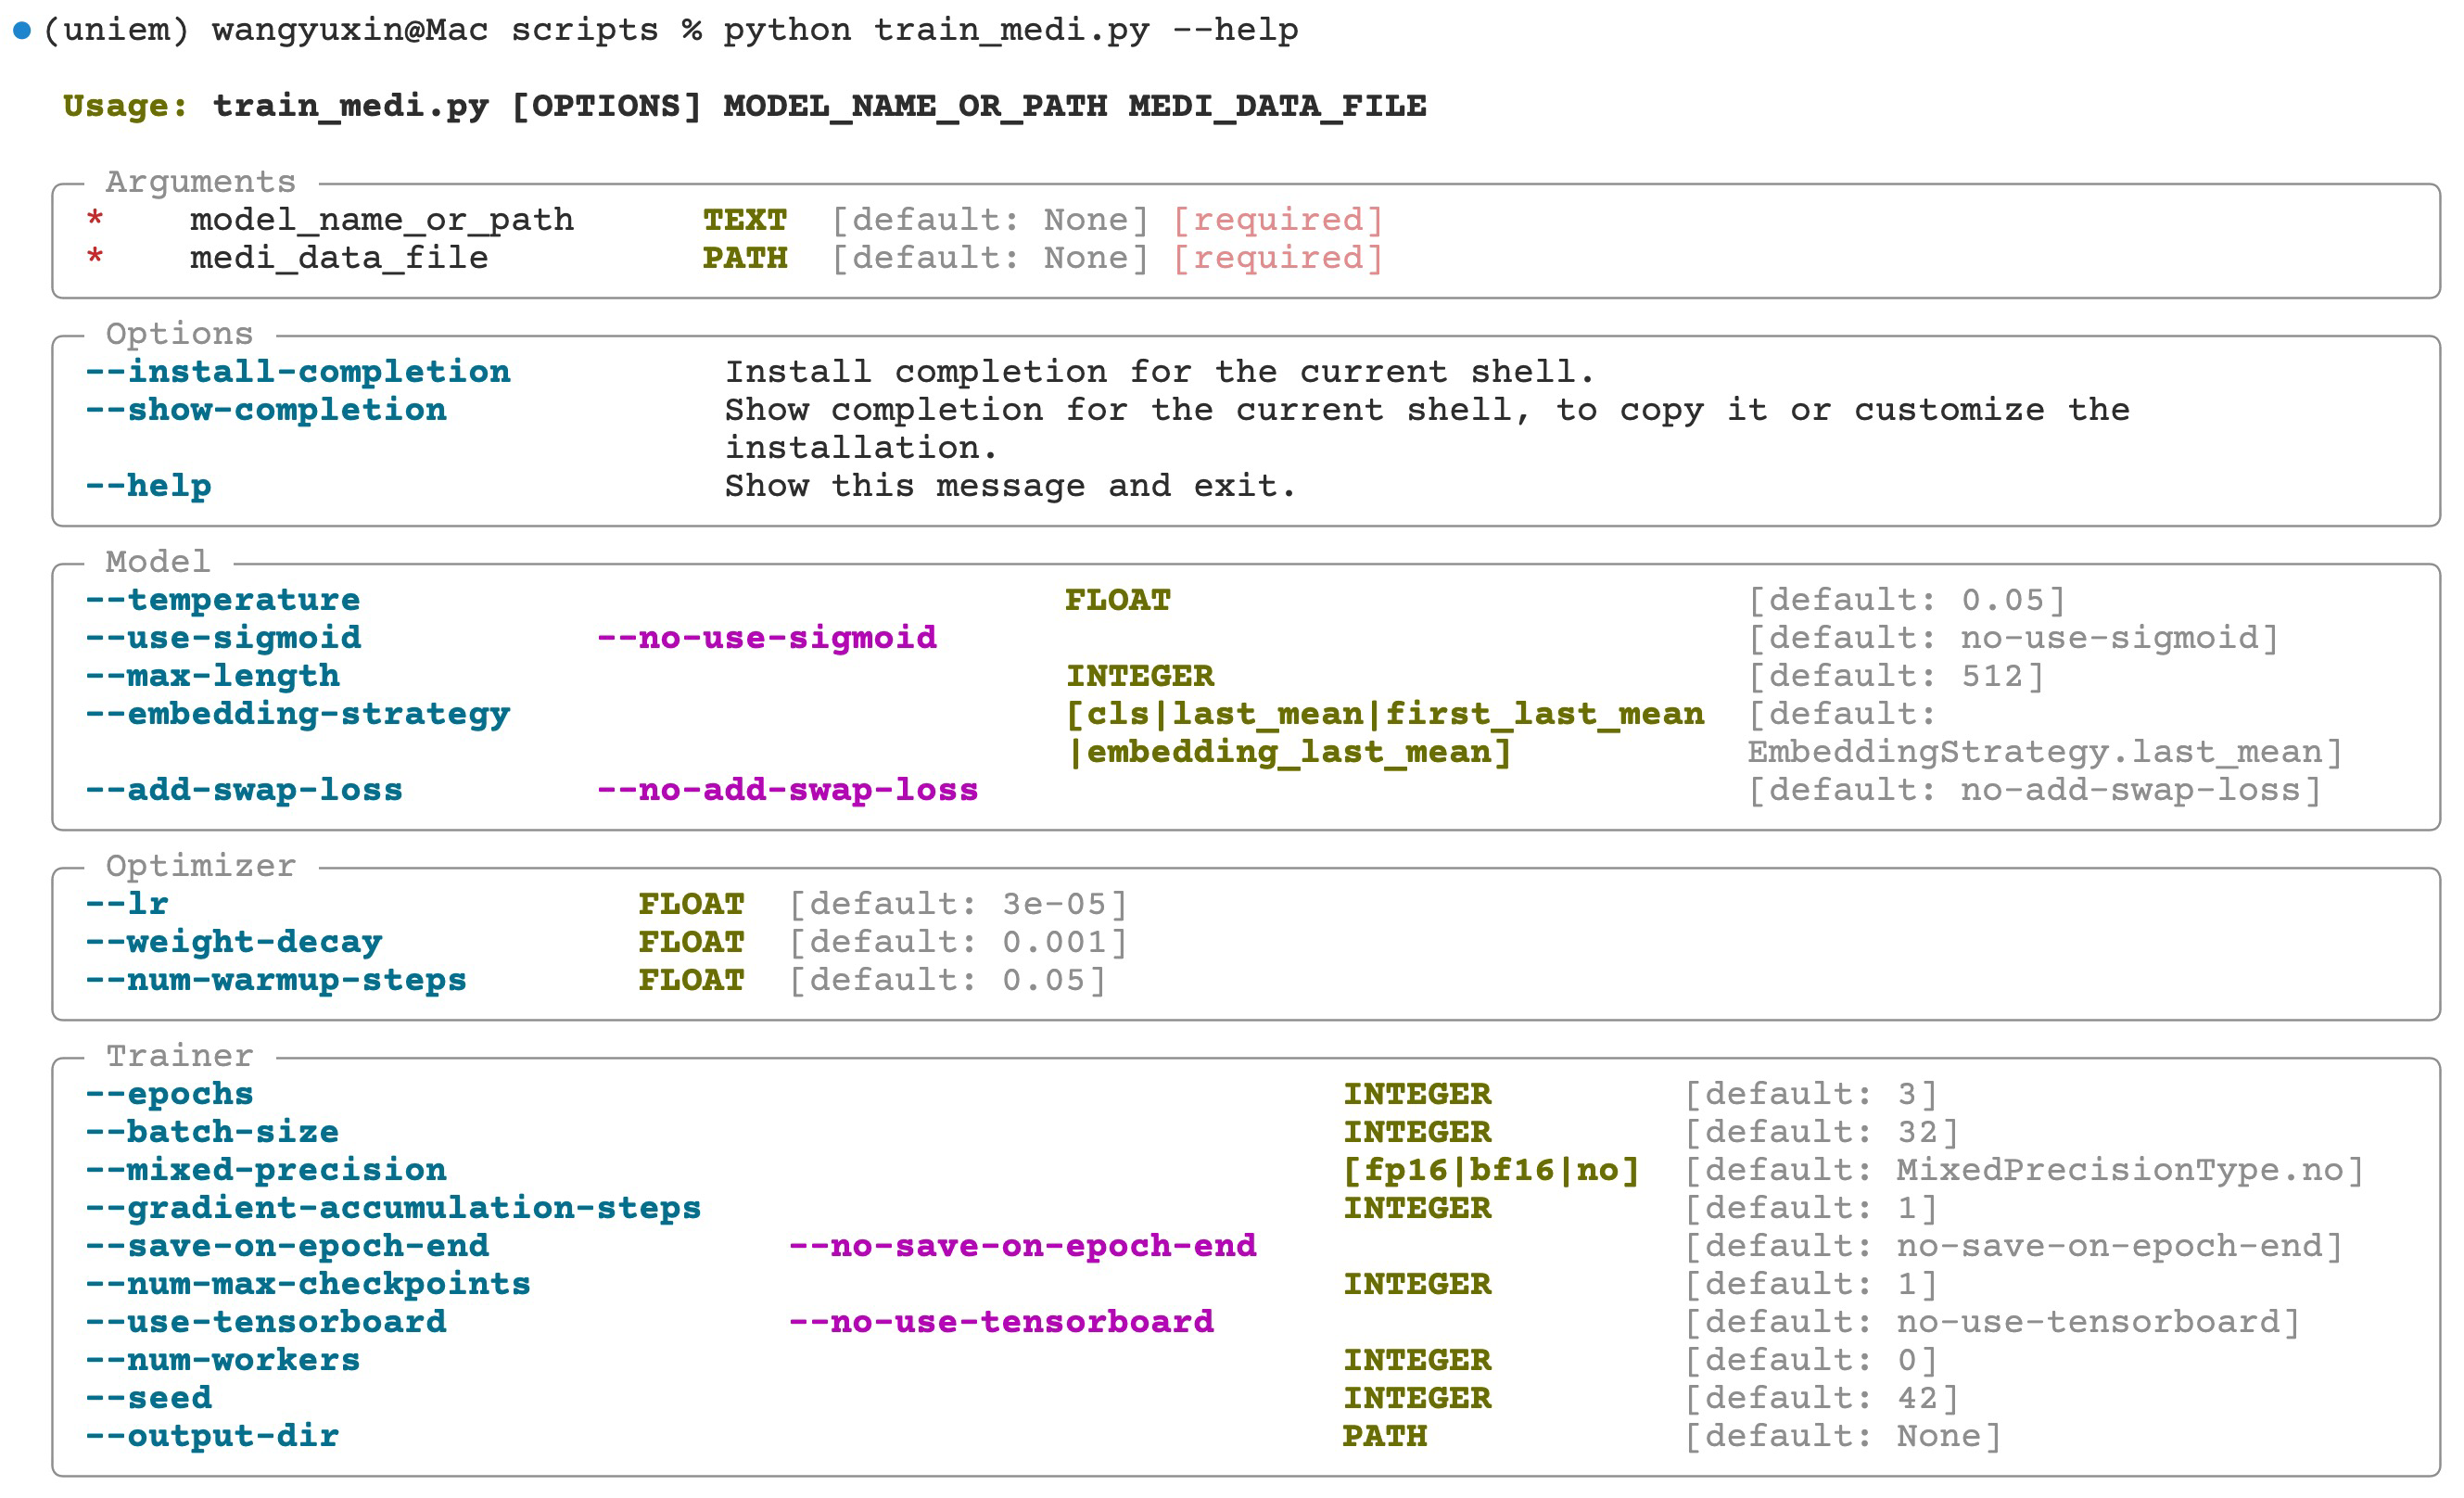 (uniem) wangyuxin@Mac scripts % python train_medi.py --help
Usage: train_medi.py [OPTIONS] MODEL_NAME_OR_PATH MEDI_DATA_FILE
Arguments
* model_name_or_path TEXT [default: None] [required]
* medi_data_file PATH [default: None] [required]
Options
--install-completion Install completion for the current shell.
--show-completion Show completion for the current shell, to copy it or customize the
installation.
--help Show this message and exit.
Model
--temperature FLOAT [default: 0.05]
--use-sigmoid --no-use-sigmoid [default: no-use-sigmoid]
--max-length INTEGER [default: 512]
--embedding-strategy [cls|last_mean|first_last_mean [default:
|embedding_last_mean] EmbeddingStrategy.last_mean]
--add-swap-loss --no-add-swap-loss [default: no-add-swap-loss]
Optimizer
--lr FLOAT [default: 3e-05]
--weight-decay FLOAT [default: 0.001]
--num-warmup-steps FLOAT [default: 0.05]
Trainer
--epochs INTEGER [default: 3]
--batch-size INTEGER [default: 32]
--mixed-precision [fp16|bf16|no] [default: MixedPrecisionType.no]
--gradient-accumulation-steps INTEGER [default: 1]
--save-on-epoch-end --no-save-on-epoch-end [default: no-save-on-epoch-end]
--num-max-checkpoints INTEGER [default: 1]
--use-tensorboard --no-use-tensorboard [default: no-use-tensorboard]
--num-workers INTEGER [default: 0]
--seed INTEGER [default: 42]
--output-dir PATH [default: None]